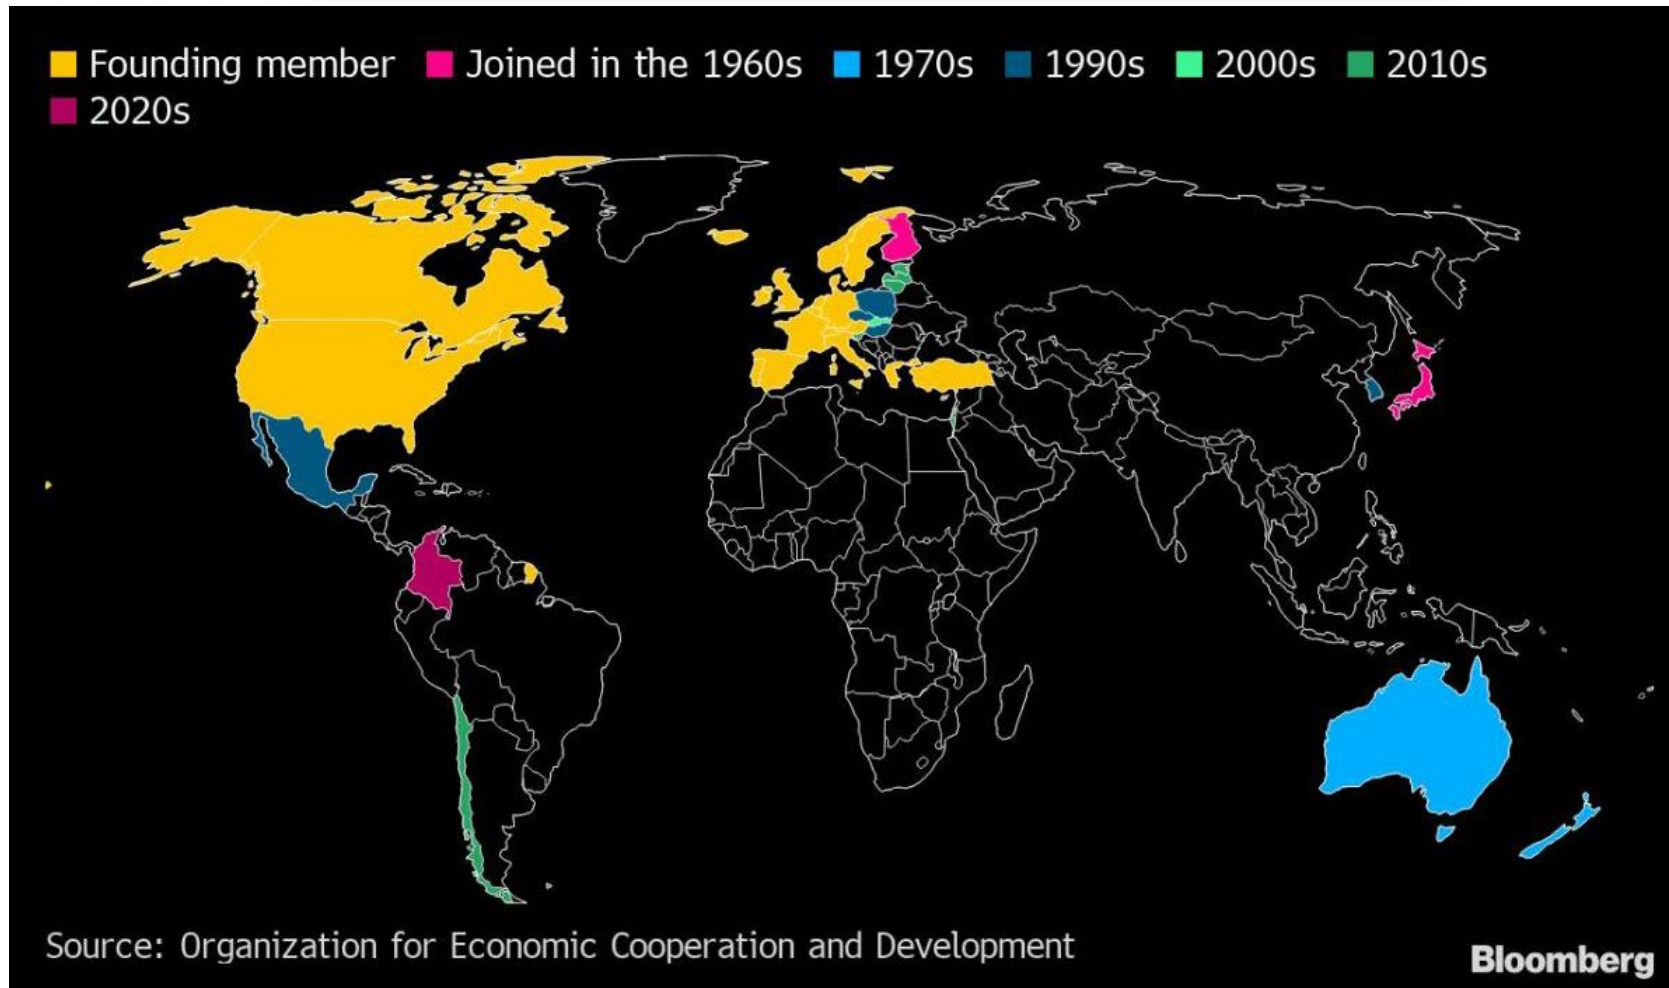 Founding member Joined in the 1960s 1970s 1990s 2000s 2010s
2020s
Source: Organization for Economic Cooperation and Development
Bloomberg